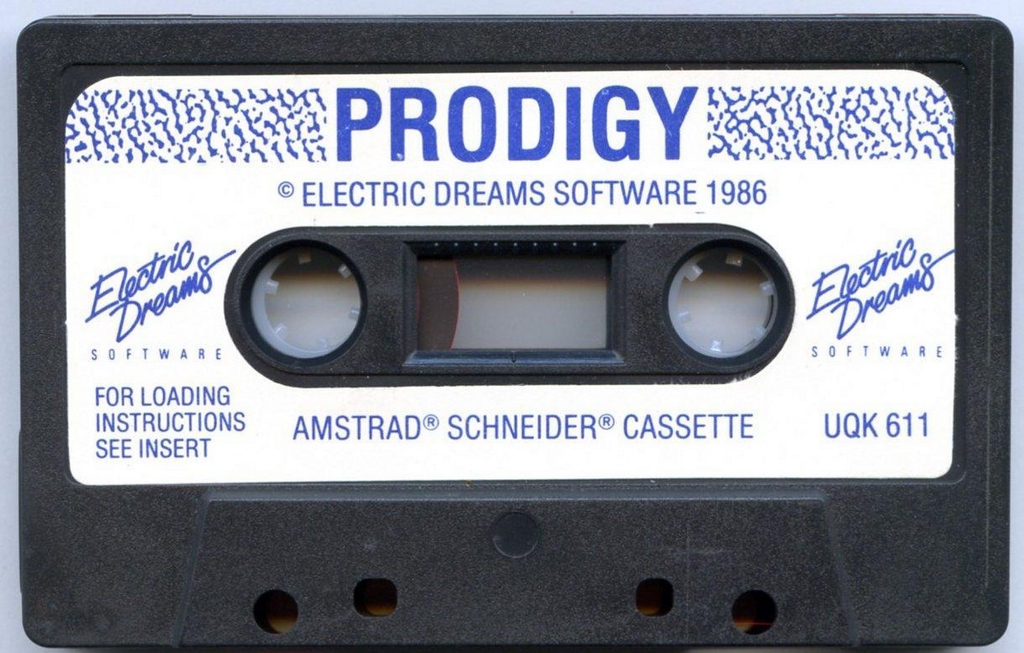 PRODIGY
© ELECTRIC DREAMS SOFTWARE 1986
Electric
Dreams
SOFTWARE
Electric
Dreams
SOFTWARE
FOR LOADING
INSTRUCTIONS
SEE INSERT
AMSTRAD® SCHNEIDER® CASSETTE
UQK 611